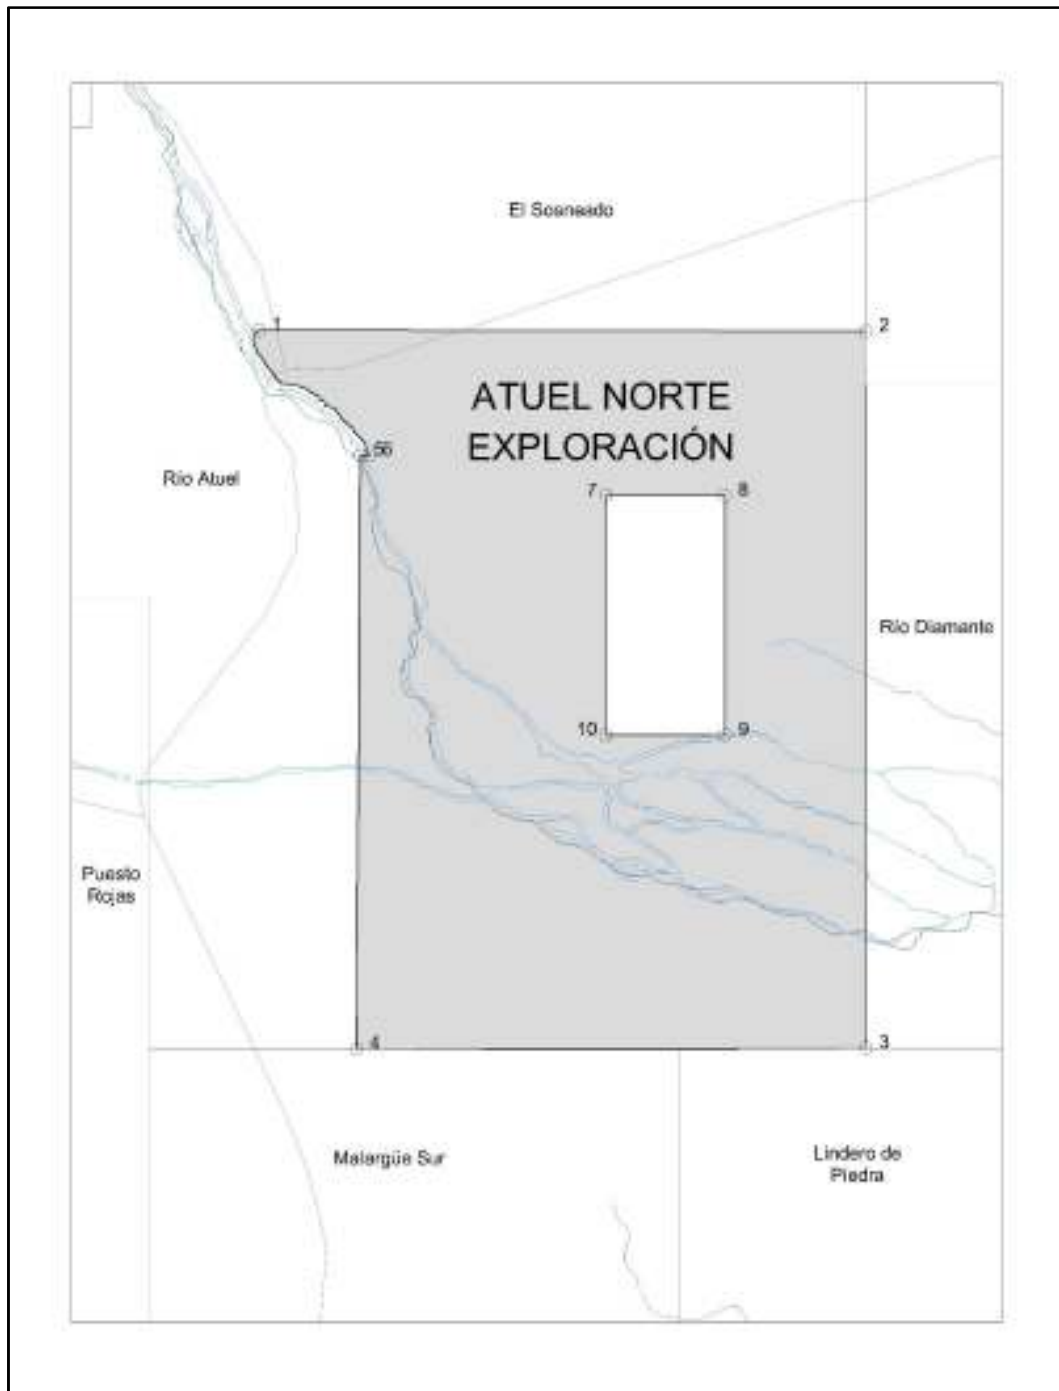 El Sosneado
1
2
ATUEL NORTE
EXPLORACIÓN
56
Río Atuel
7
8
Río Diamante
10
9
Puesto
Rojas
4
3
Malargüe Sur
Lindero de
Piedra